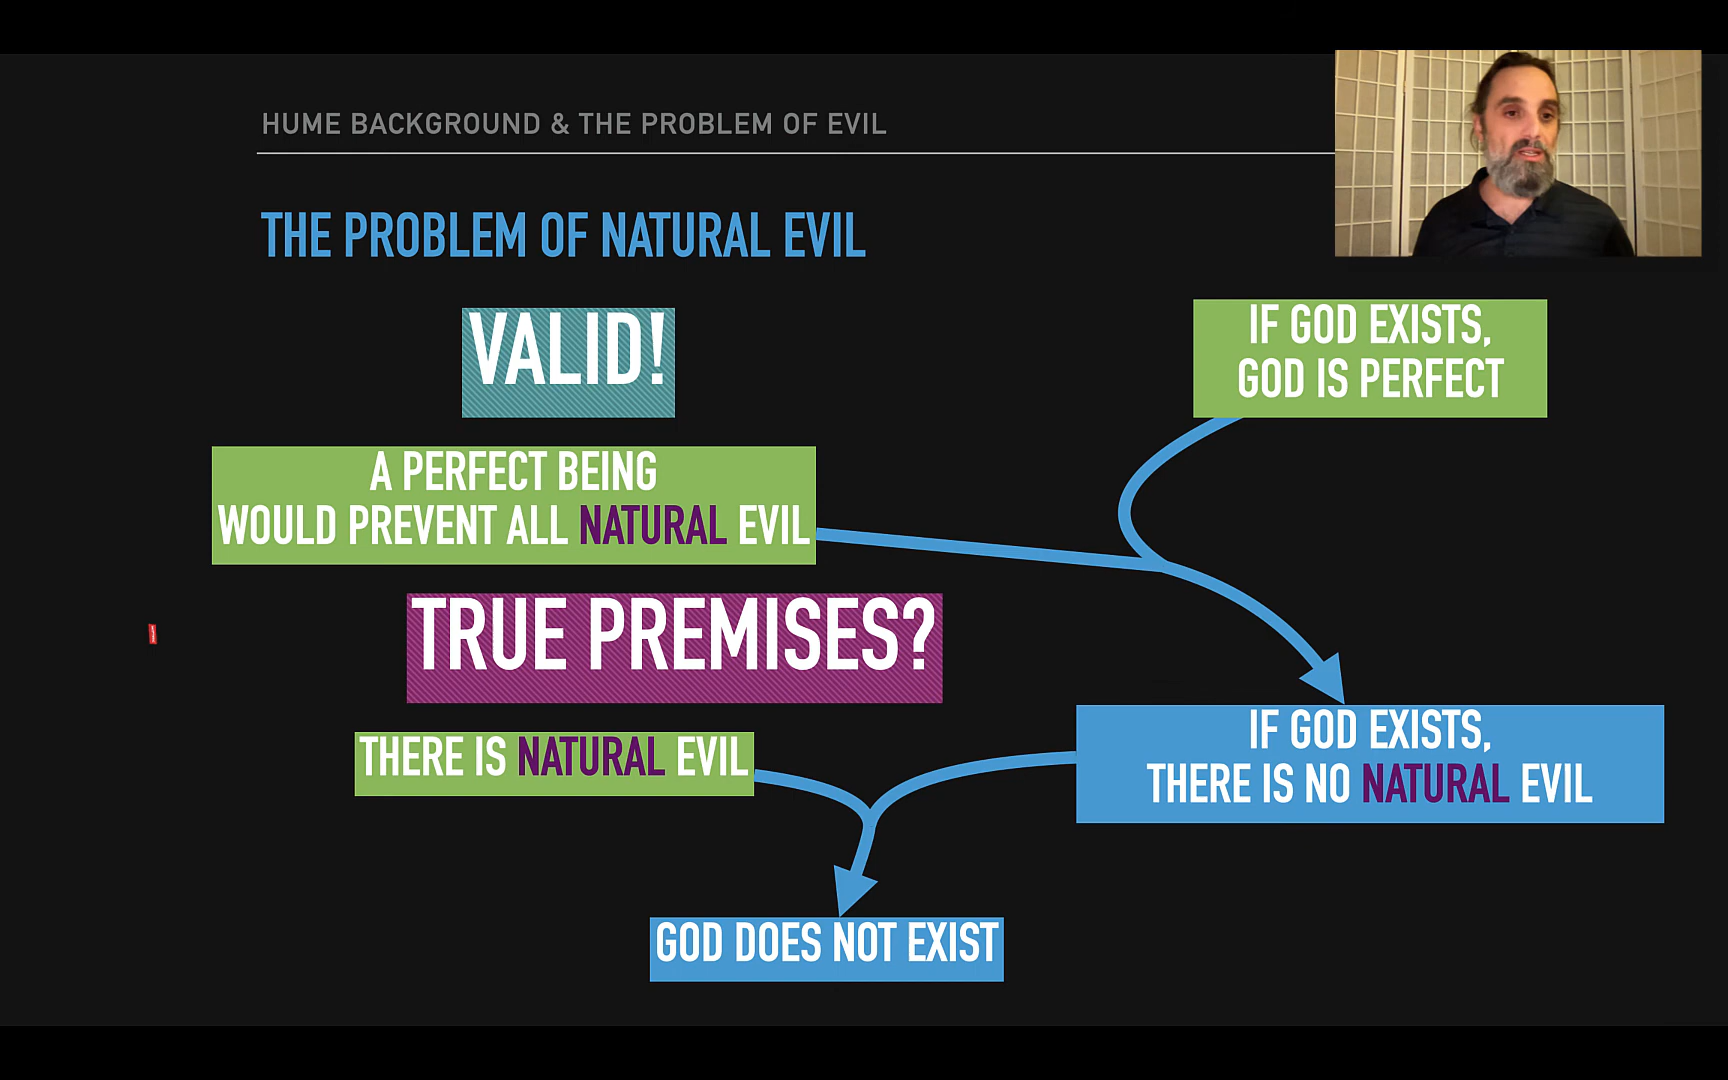 HUME BACKGROUND & THE PROBLEM OF EVIL
THE PROBLEM OF NATURAL EVIL
VALID!
IF GOD EXISTS,
GOD IS PERFECT
A PERFECT BEING
WOULD PREVENT ALL NATURAL EVIL
TRUE PREMISES?
THERE IS NATURAL EVIL
IF GOD EXISTS,
THERE IS NO NATURAL EVIL
GOD DOES NOT EXIST